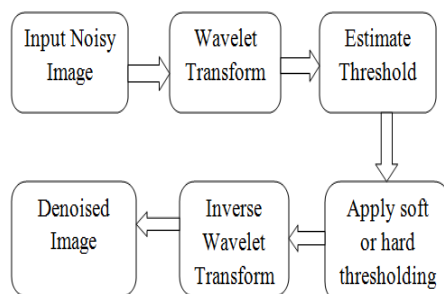 Input Noisy
Image
Wavelet
Transform
Estimate
Threshold
Apply soft
or hard
thresholding
Inverse
Wavelet
Transform
Denoised
Image